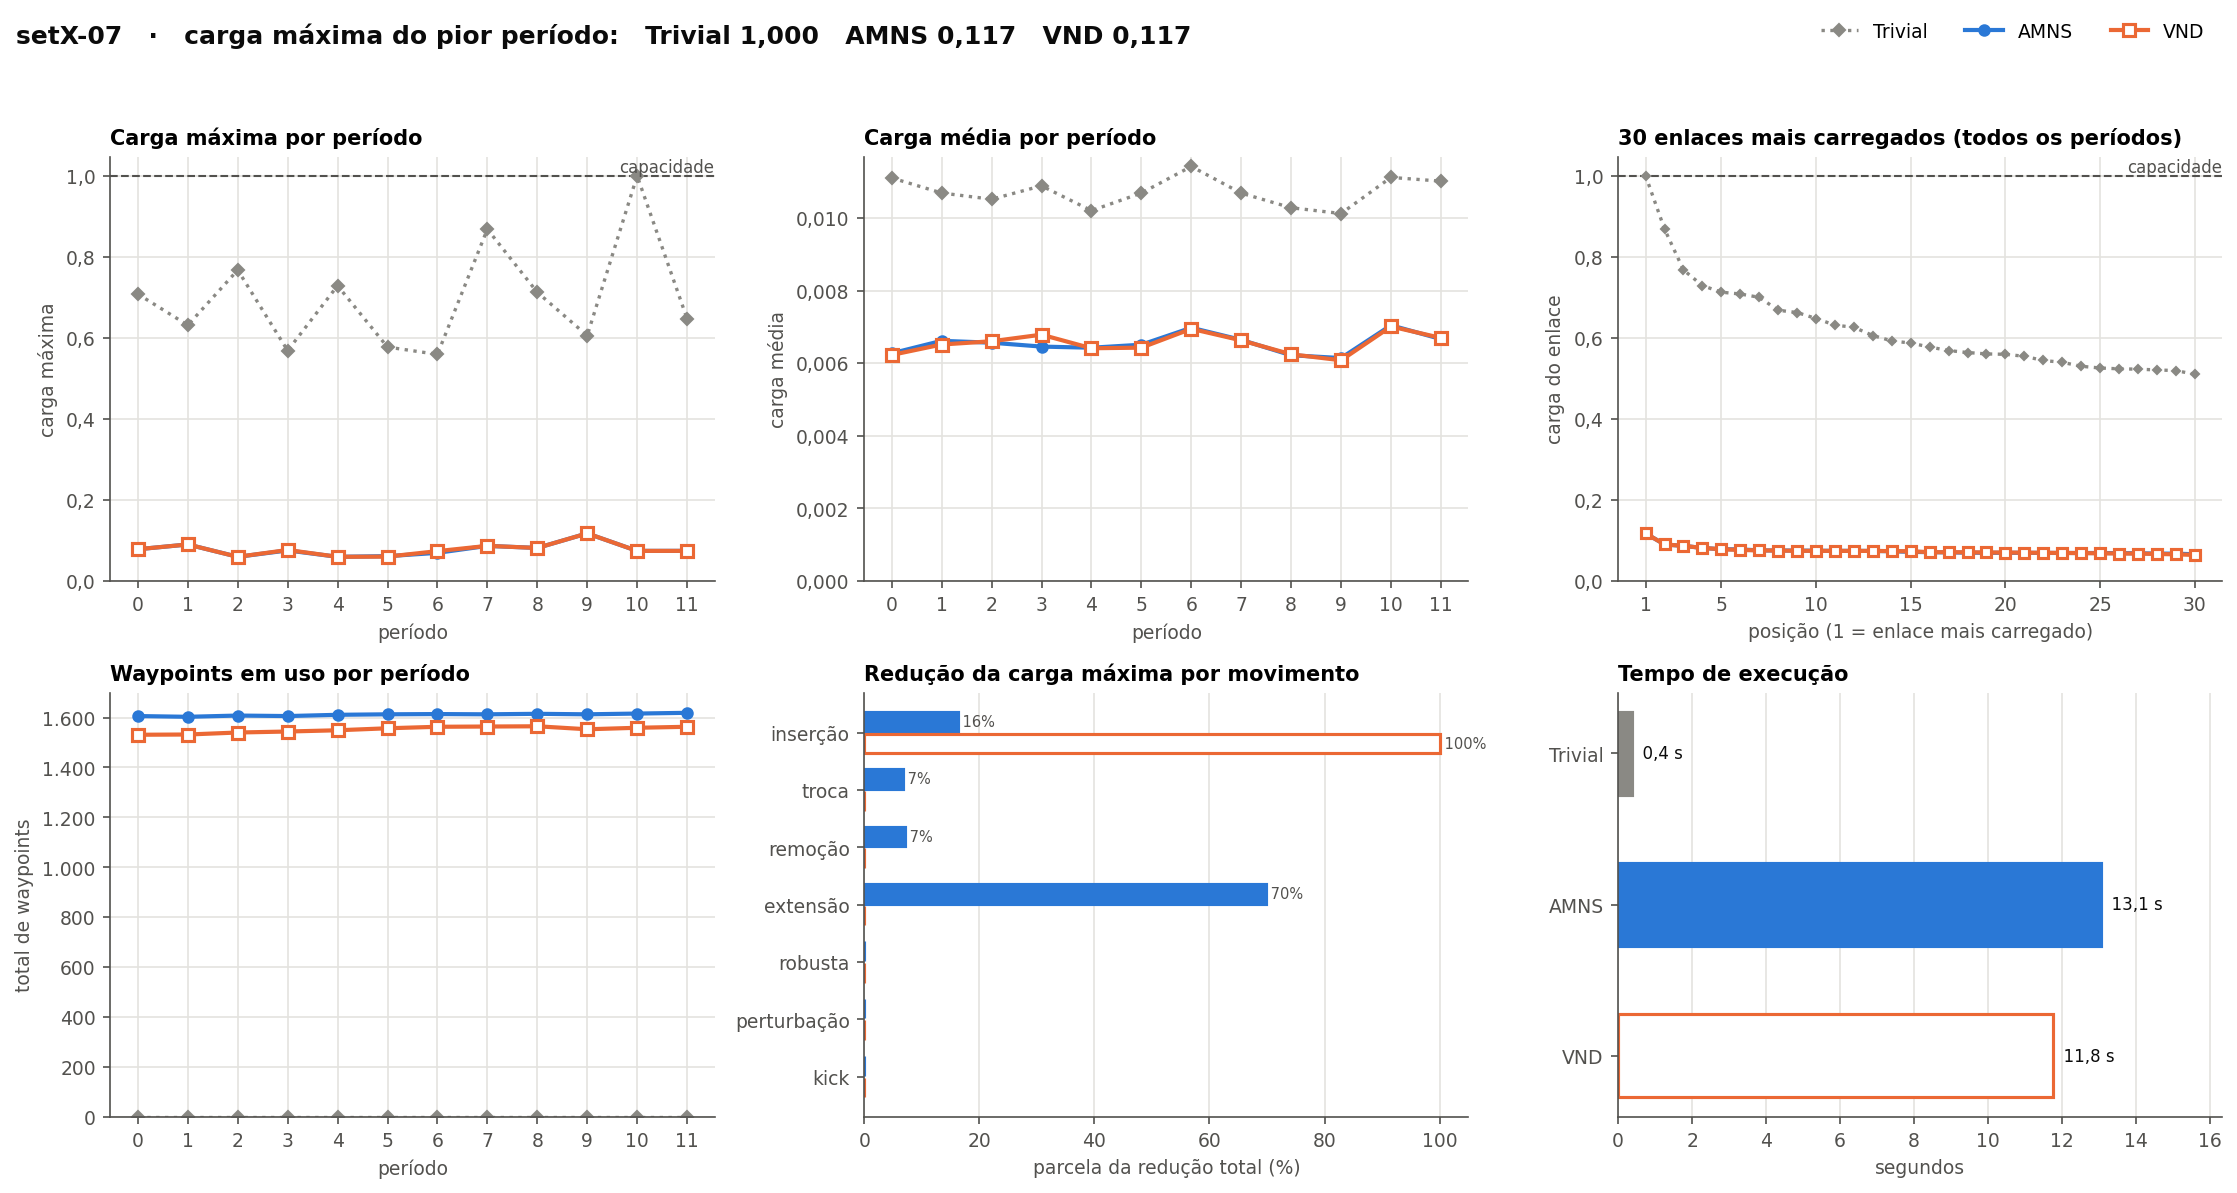 setX-07 · carga máxima do pior período: Trivial 1,000 AMNS 0,117 VND 0,117
Trivial
AMNS
VND
Carga máxima por período
capacidade
1,0
0,8
0,6
0,4
0,2
0,0
carga máxima
0 1 2 3 4 5 6 7 8 9 10 11
período
Carga média por período
0,010
0,008
0,006
0,004
0,002
0,000
carga média
0 1 2 3 4 5 6 7 8 9 10 11
período
30 enlaces mais carregados (todos os períodos)
capacidade
1,0
0,8
0,6
0,4
0,2
0,0
carga do enlace
1 5 10 15 20 25 30
posição (1 = enlace mais carregado)
Waypoints em uso por período
1.600
1.400
1.200
1.000
800
600
400
200
0
total de waypoints
0 1 2 3 4 5 6 7 8 9 10 11
período
Redução da carga máxima por movimento
inserção
16%
100%
troca
7%
remoção
7%
extensão
70%
robusta
perturbação
kick
0 20 40 60 80 100
parcela da redução total (%)
Tempo de execução
Trivial
0,4 s
AMNS
13,1 s
VND
11,8 s
0 2 4 6 8 10 12 14 16
segundos